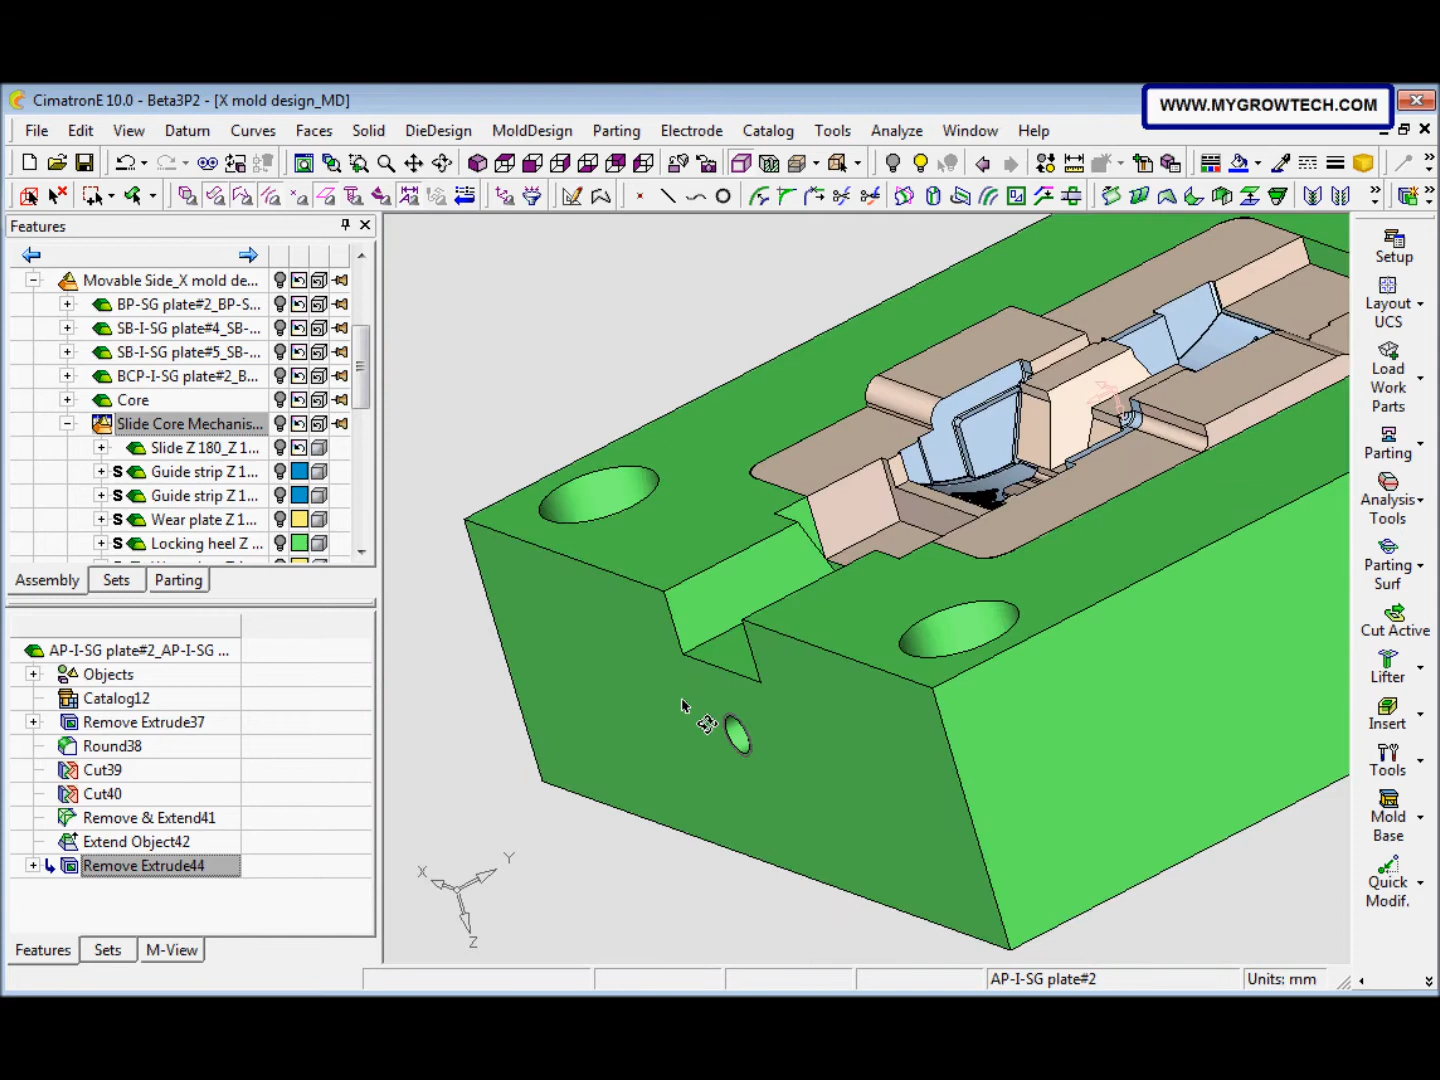 CimatronE 10.0 - Beta3P2 - [X mold design_MD]
WWW.MYGROWTECH.COM
File Edit View Datum Curves Faces Solid DieDesign MoldDesign Parting Electrode Catalog Tools Analyze Window Help
Features
Movable Side_X mold de...
BP-SG plate#2_BP-S...
SB-I-SG plate#4_SB-...
SB-I-SG plate#5_SB-...
BCP-I-SG plate#2_B...
Core
Slide Core Mechanis...
Slide Z 180_Z 1...
S Guide strip Z 1...
S Guide strip Z 1...
S Wear plate Z 1...
S Locking heel Z ...
Assembly Sets Parting
AP-I-SG plate#2_AP-I-SG ...
Objects
Catalog12
Remove Extrude37
Round38
Cut39
Cut40
Remove & Extend41
Extend Object42
Remove Extrude44
Features Sets M-View
X
Y
Z
Setup
Layout
UCS
Load
Work
Parts
Parting
Analysis
Tools
Parting
Surf
Cut Active
Lifter
Insert
Tools
Mold
Base
Quick
Modif.
AP-I-SG plate#2
Units: mm